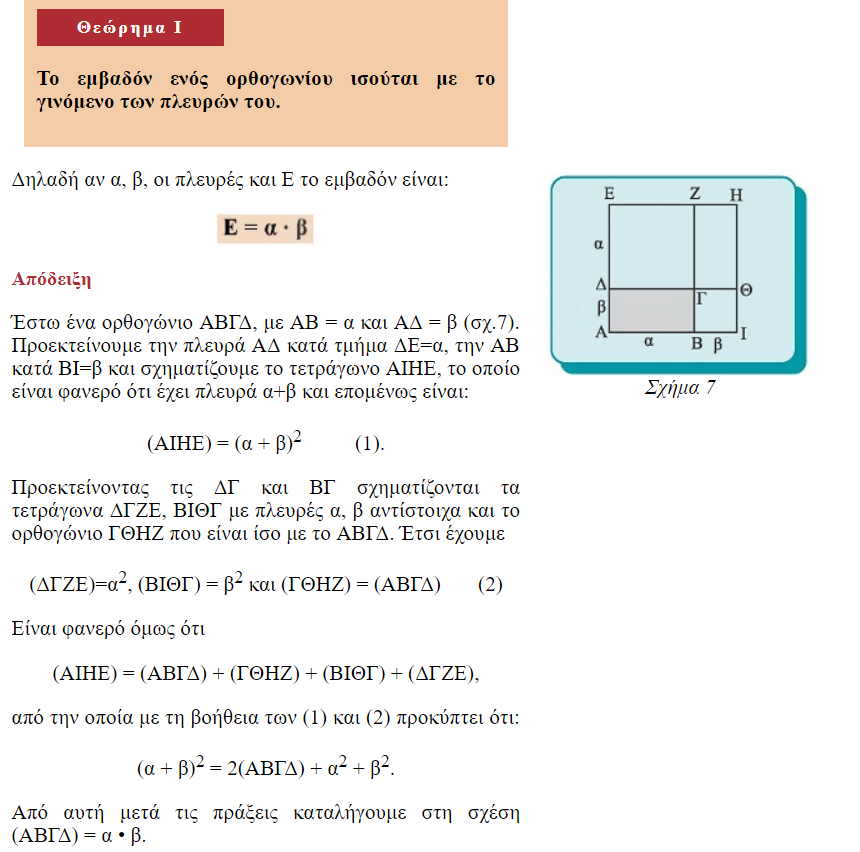 Θεώρημα Ι
Το εμβαδόν ενός ορθογωνίου ισούται με το
γινόμενο των πλευρών του.
Δηλαδή αν α, β, οι πλευρές και Ε το εμβαδόν είναι:
Ε = α · β
Απόδειξη
Έστω ένα ορθογώνιο ΑΒΓΔ, με ΑΒ = α και ΑΔ = β (σχ.7).
Προεκτείνουμε την πλευρά ΑΔ κατά τμήμα ΔΕ=α, την ΑΒ
κατά ΒΙ=β και σχηματίζουμε το τετράγωνο ΑΙΗΕ, το οποίο
είναι φανερό ότι έχει πλευρά α+β και επομένως είναι:
(ΑΙΗΕ) = (α + β)² (1).
Προεκτείνοντας τις ΔΓ και ΒΓ σχηματίζονται τα
τετράγωνα ΔΓΖΕ, ΒΙΘΓ με πλευρές α, β αντίστοιχα και το
ορθογώνιο ΓΘΗΖ που είναι ίσο με το ΑΒΓΔ. Έτσι έχουμε
(ΔΓΖΕ)=α², (ΒΙΘΓ) = β² και (ΓΘΗΖ) = (ΑΒΓΔ) (2)
Είναι φανερό όμως ότι
(ΑΙΗΕ) = (ΑΒΓΔ) + (ΓΘΗΖ) + (ΒΙΘΓ) + (ΔΓΖΕ),
από την οποία με τη βοήθεια των (1) και (2) προκύπτει ότι:
(α + β)² = 2(ΑΒΓΔ) + α² + β².
Από αυτή μετά τις πράξεις καταλήγουμε στη σχέση
(ΑΒΓΔ) = α • β.
Ε Ζ Η
α
Δ Γ Θ
β
Α Β Ι
α β
Σχήμα 7